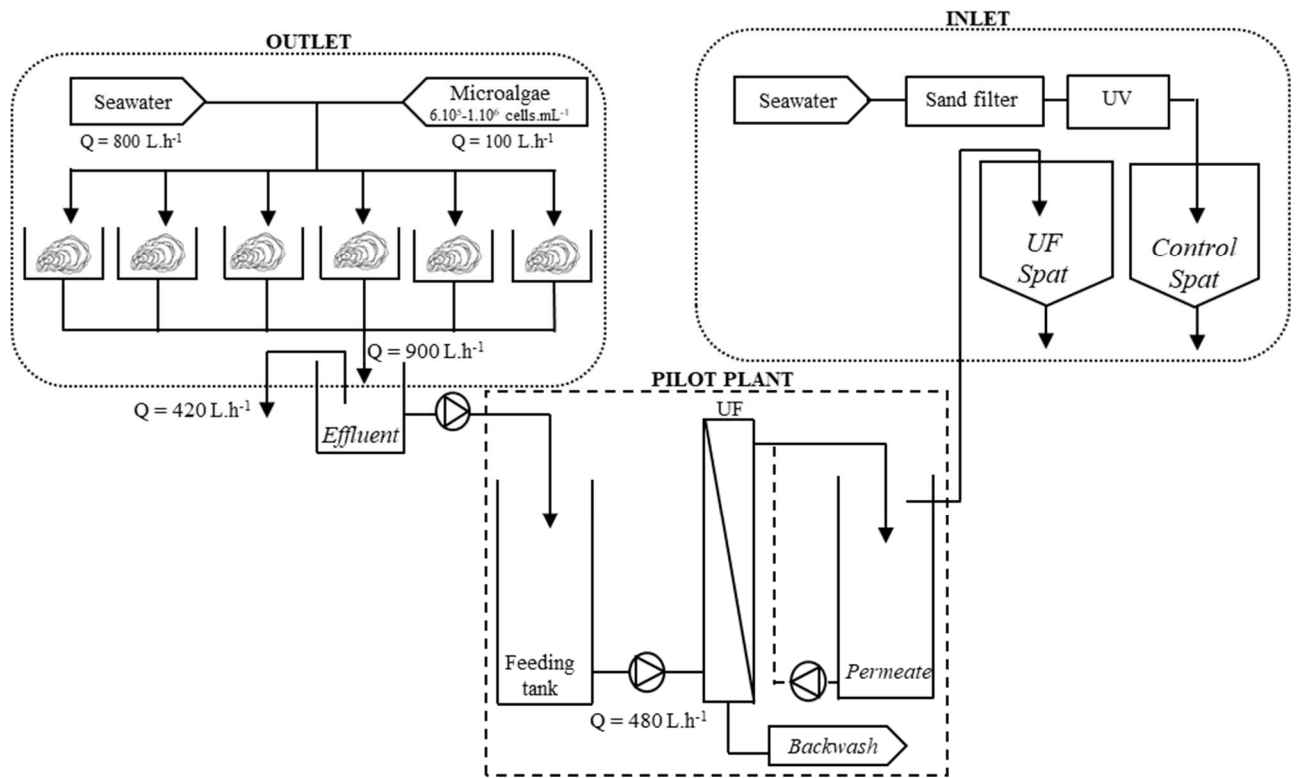 OUTLET
Seawater
Microalgae
6.10⁵-1.10⁶ cells.mL⁻¹
Q = 800 L.h⁻¹
Q = 100 L.h⁻¹
Q = 900 L.h⁻¹
Q = 420 L.h⁻¹
Effluent
INLET
Seawater
Sand filter
UV
UF
Spat
Control
Spat
PILOT PLANT
UF
Feeding
tank
Q = 480 L.h⁻¹
Permeate
Backwash